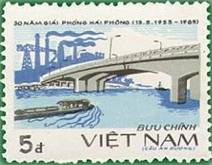 30 NĂM GIẢI PHÓNG HẢI PHÒNG (13.5.1955-1985)
BƯU CHÍNH
5đ VIỆT NAM
(CẦU AN DƯƠNG)